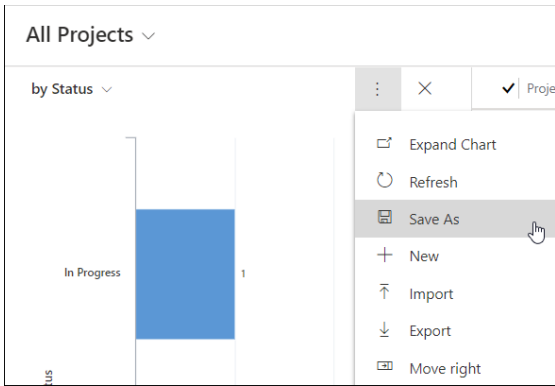 All Projects
by Status
Proje
Expand Chart
Refresh
Save As
New
Import
Export
Move right
In Progress
1
tus